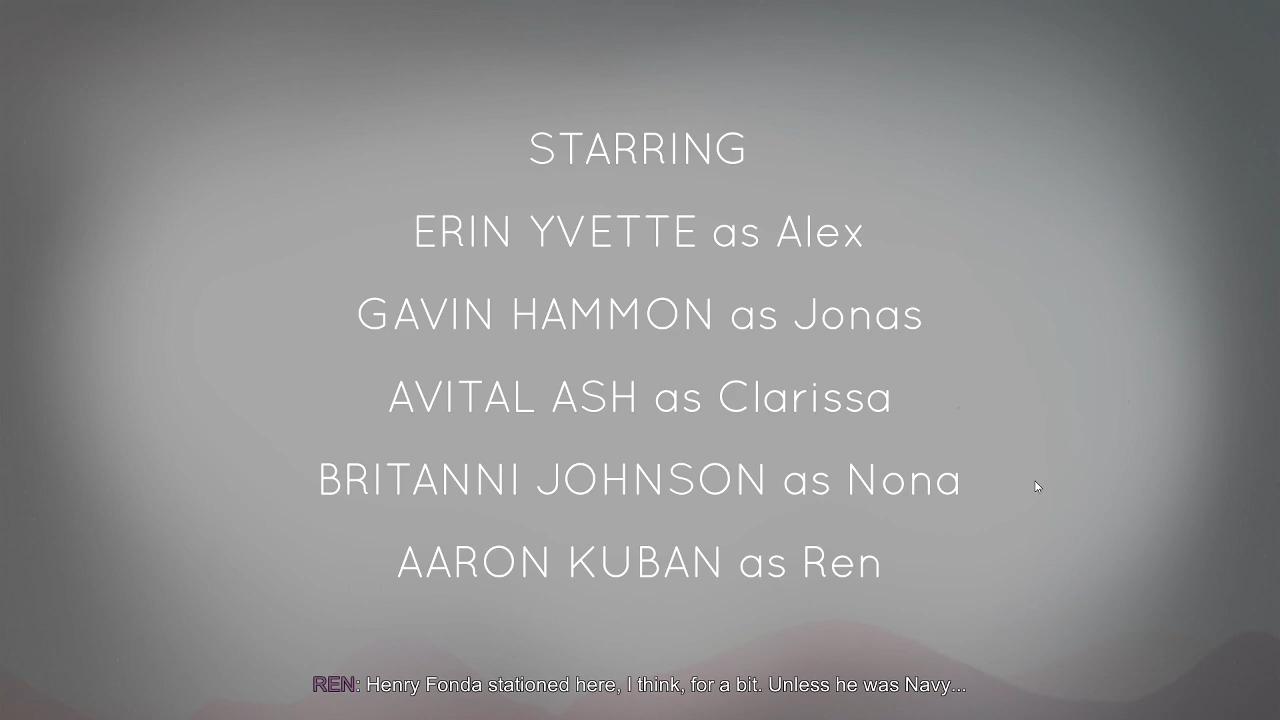 STARRING
ERIN YVETTE as Alex
GAVIN HAMMON as Jonas
AVITAL ASH as Clarissa
BRITANNI JOHNSON as Nona
AARON KUBAN as Ren
REN: Henry Fonda stationed here, I think, for a bit. Unless he was Navy...